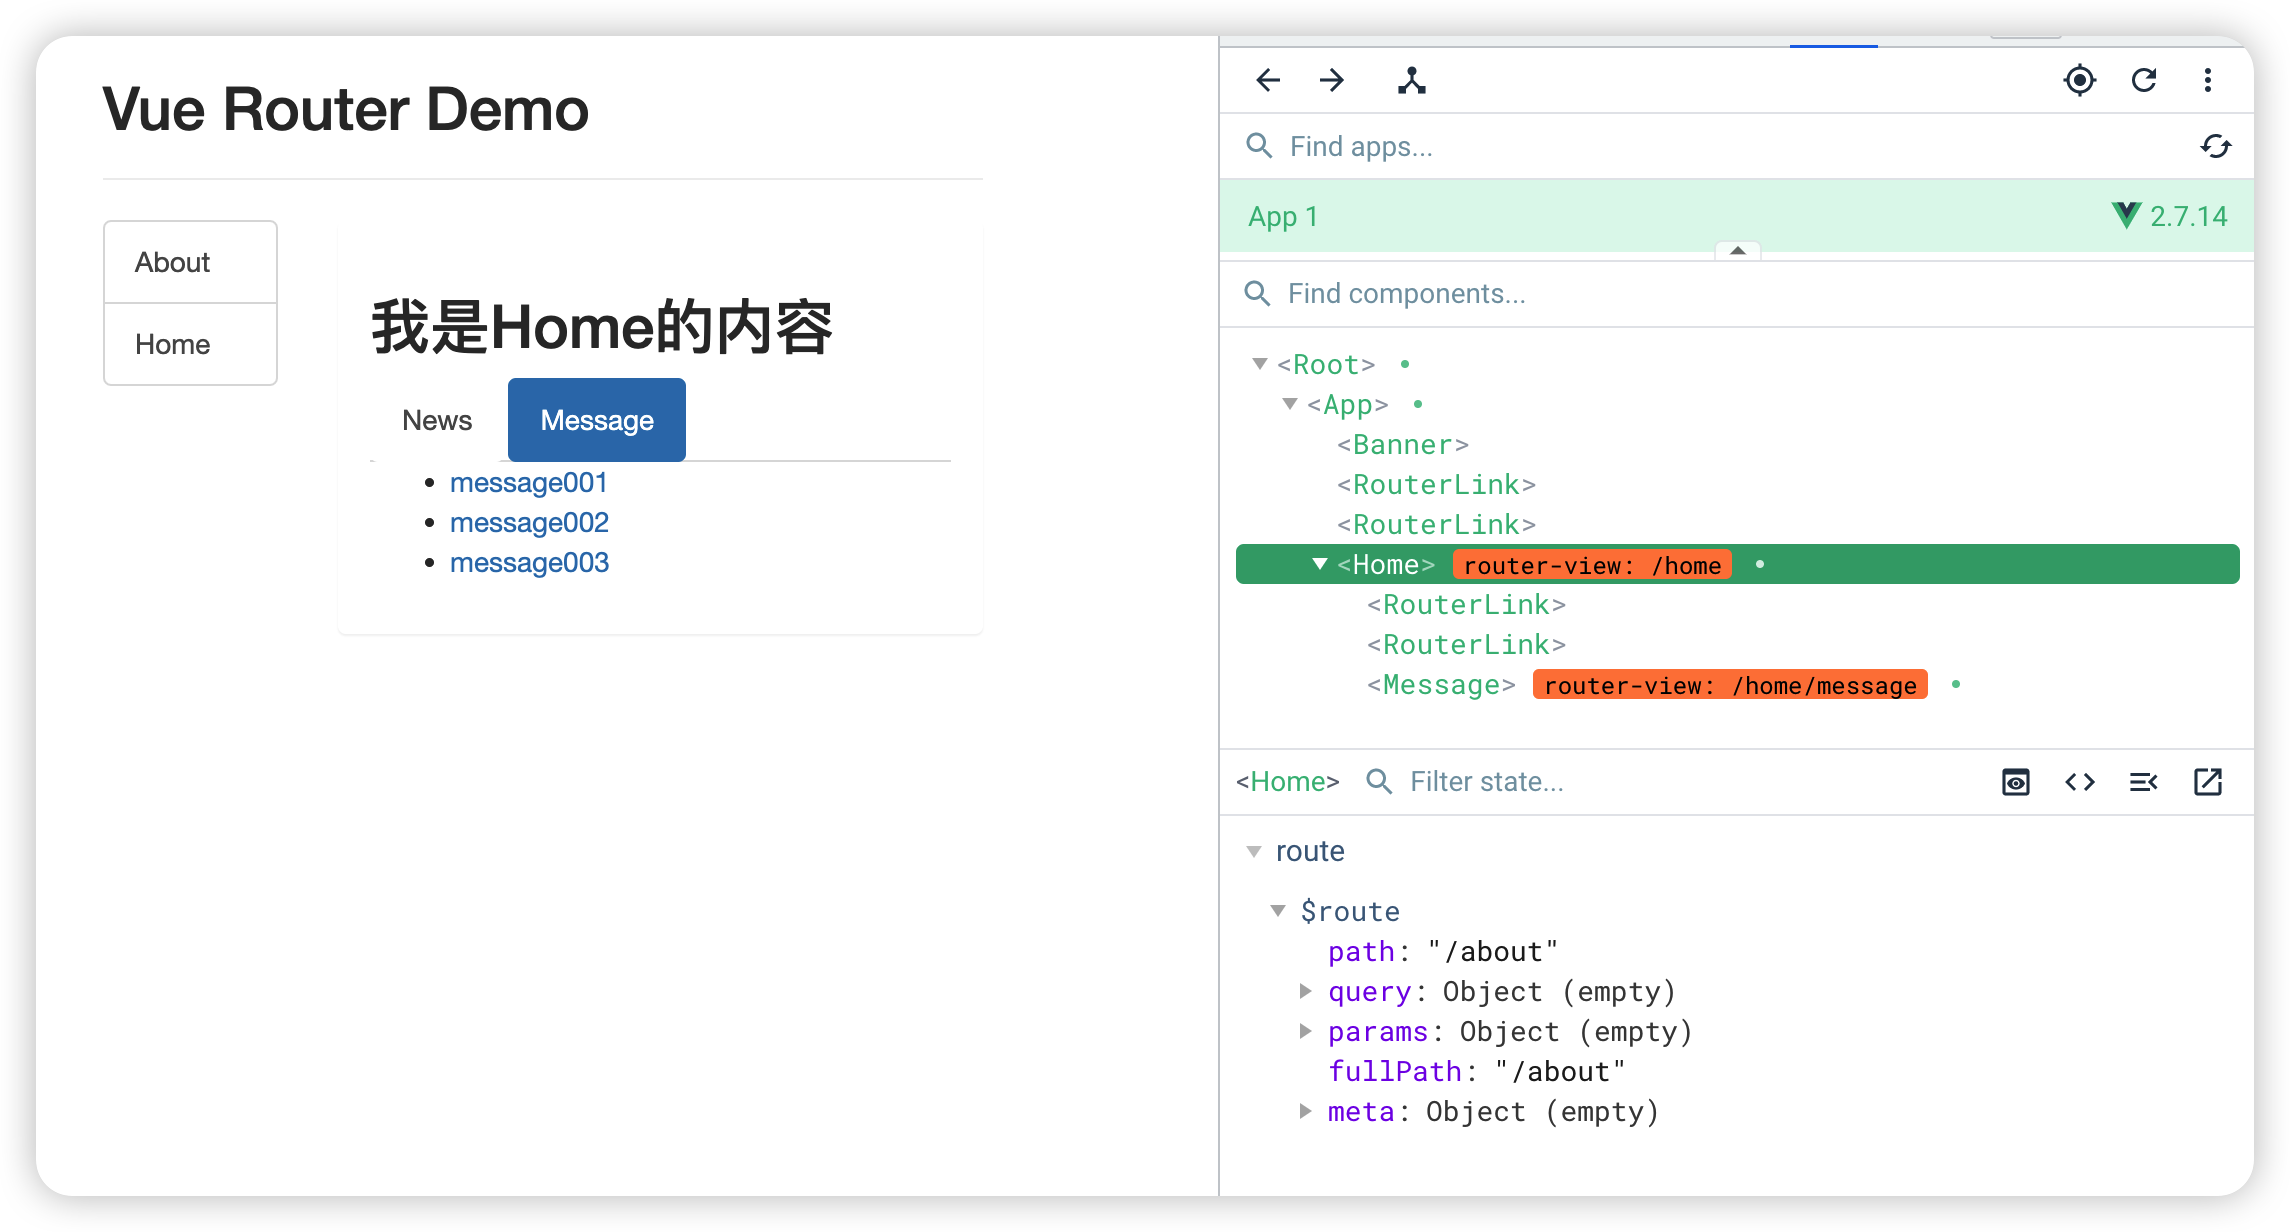 Vue Router Demo
About
Home
我是Home的内容
News
Message
message001
message002
message003
Find apps...
App 1
2.7.14
Find components...
<Root>
<App>
<Banner>
<RouterLink>
<RouterLink>
<Home> router-view: /home
<RouterLink>
<RouterLink>
<Message> router-view: /home/message
<Home> Filter state...
route
$route
path: "/about"
query: Object (empty)
params: Object (empty)
fullPath: "/about"
meta: Object (empty)